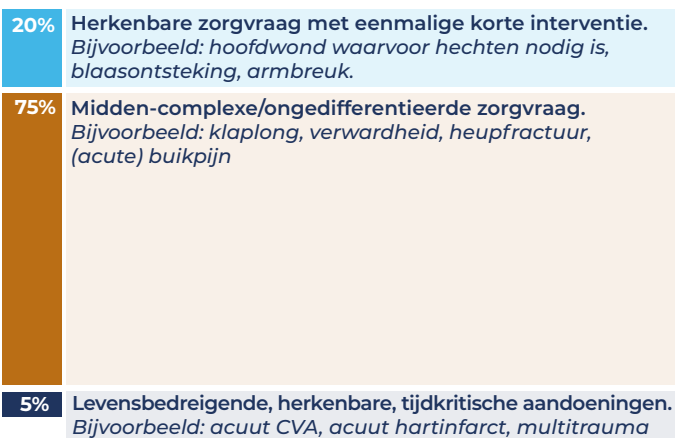 20% Herkenbare zorgvraag met eenmalige korte interventie.
Bijvoorbeeld: hoofdwond waarvoor hechten nodig is,
blaasontsteking, armbreuk.
75% Midden-complexe/ongedifferentieerde zorgvraag.
Bijvoorbeeld: klaplong, verwardheid, heupfractuur,
(acute) buikpijn
5% Levensbedreigende, herkenbare, tijdkritische aandoeningen.
Bijvoorbeeld: acuut CVA, acuut hartinfarct, multitrauma